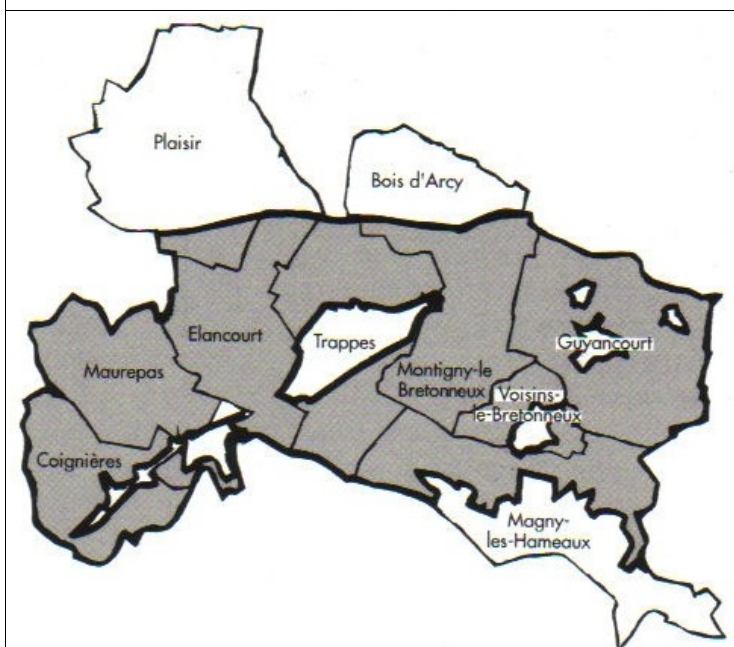 Plaisir
Bois d'Arcy
Elancourt
Trappes
Guyancourt
Maurepas
Montigny-le
Bretonneux
Voisins-
le-Bretonneux
Coignières
Magny-
les-Hameaux